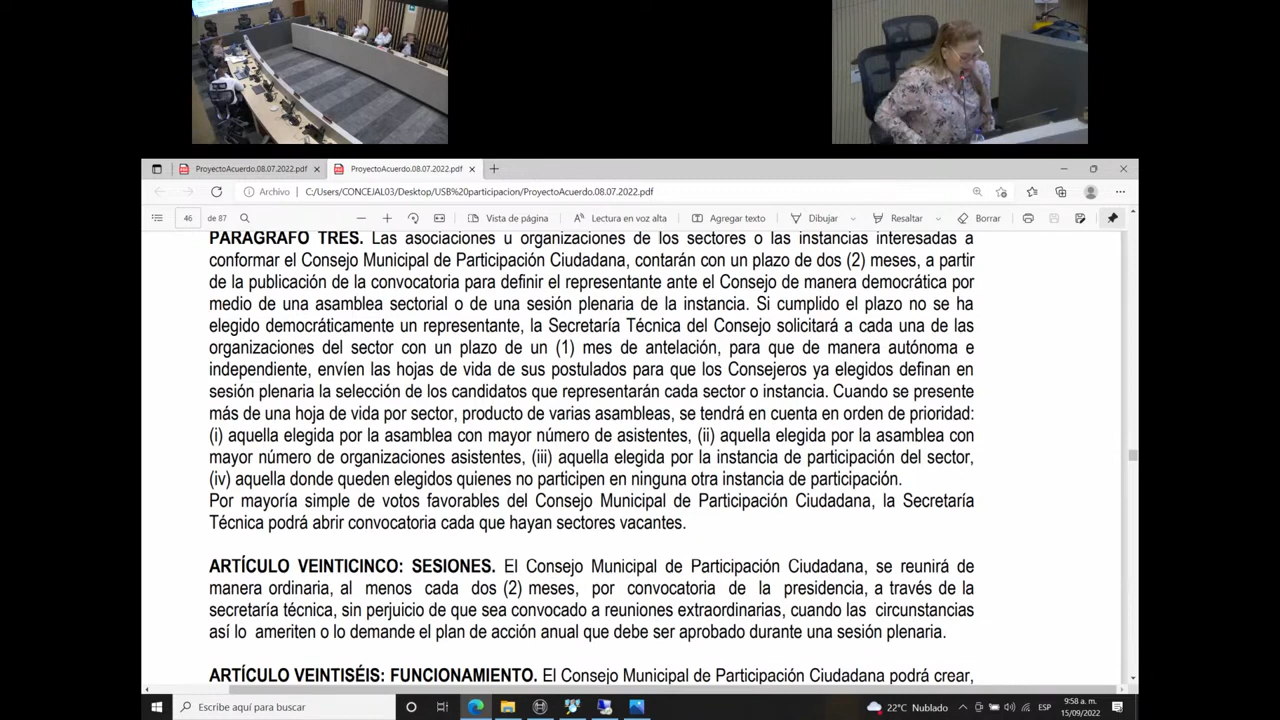 ProyectoAcuerdo.08.07.2022.pdf
ProyectoAcuerdo.08.07.2022.pdf
Archivo C:/Users/CONCEJAL03/Desktop/USB%20participacion/ProyectoAcuerdo.08.07.2022.pdf
46 de 87 Vista de página Lectura en voz alta Agregar texto Dibujar Resaltar Borrar
PARAGRAFO TRES. Las asociaciones u organizaciones de los sectores o las instancias interesadas a
conformar el Consejo Municipal de Participación Ciudadana, contarán con un plazo de dos (2) meses, a partir
de la publicación de la convocatoria para definir el representante ante el Consejo de manera democrática por
medio de una asamblea sectorial o de una sesión plenaria de la instancia. Si cumplido el plazo no se ha
elegido democráticamente un representante, la Secretaría Técnica del Consejo solicitará a cada una de las
organizaciones del sector con un plazo de un (1) mes de antelación, para que de manera autónoma e
independiente, envíen las hojas de vida de sus postulados para que los Consejeros ya elegidos definan en
sesión plenaria la selección de los candidatos que representarán cada sector o instancia. Cuando se presente
más de una hoja de vida por sector, producto de varias asambleas, se tendrá en cuenta en orden de prioridad:
(i) aquella elegida por la asamblea con mayor número de asistentes, (ii) aquella elegida por la asamblea con
mayor número de organizaciones asistentes, (iii) aquella elegida por la instancia de participación del sector,
(iv) aquella donde queden elegidos quienes no participen en ninguna otra instancia de participación.
Por mayoría simple de votos favorables del Consejo Municipal de Participación Ciudadana, la Secretaría
Técnica podrá abrir convocatoria cada que hayan sectores vacantes.
ARTÍCULO VEINTICINCO: SESIONES. El Consejo Municipal de Participación Ciudadana, se reunirá de
manera ordinaria, al menos cada dos (2) meses, por convocatoria de la presidencia, a través de la
secretaría técnica, sin perjuicio de que sea convocado a reuniones extraordinarias, cuando las circunstancias
así lo ameriten o lo demande el plan de acción anual que debe ser aprobado durante una sesión plenaria.
ARTÍCULO VEINTISÉIS: FUNCIONAMIENTO. El Consejo Municipal de Participación Ciudadana podrá crear,
Escribe aquí para buscar
22°C Nublado
ESP
9:58 a. m.
15/09/2022